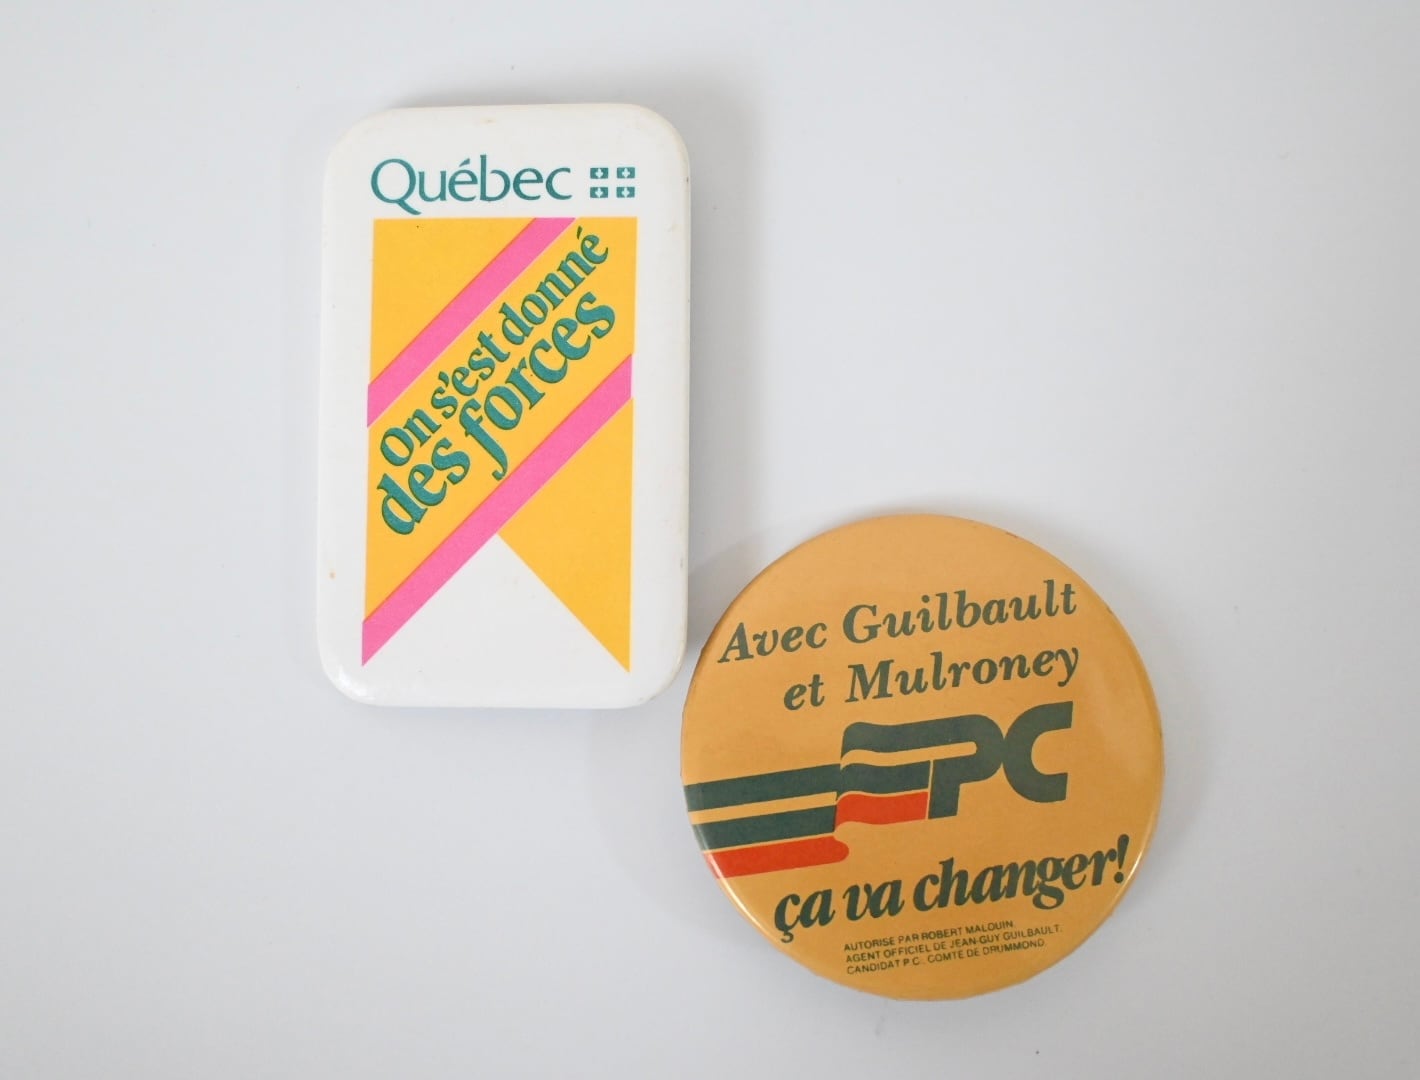 Québec
On s'est donné
des forces
Avec Guilbault
et Mulroney
PC
ça va changer!
AUTORISÉ PAR ROBERT MALOUIN,
AGENT OFFICIEL DE JEAN-GUY GUILBAULT,
CANDIDAT P.C., COMTÉ DE DRUMMOND.